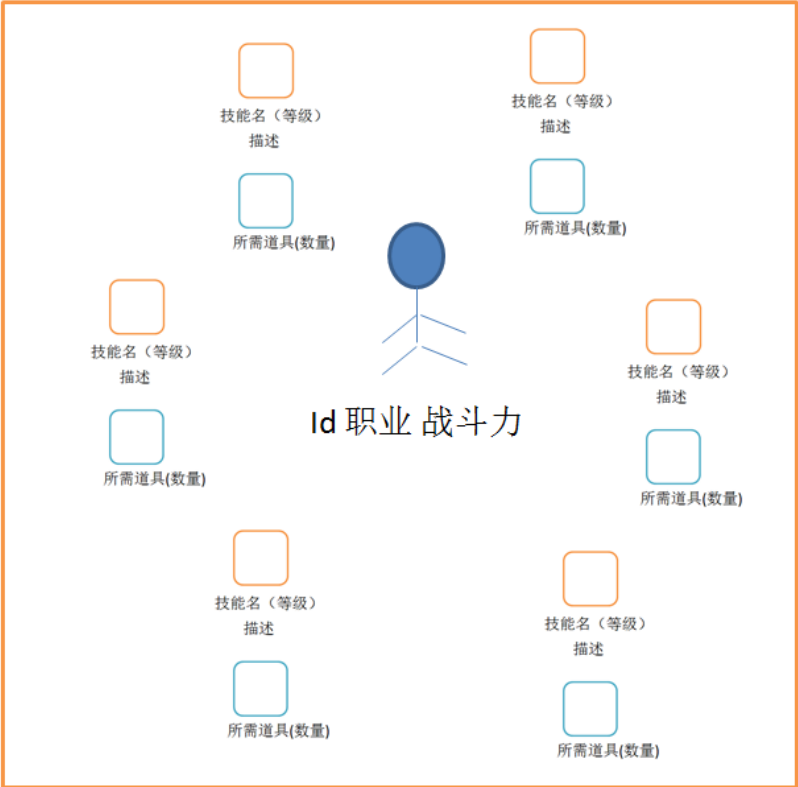 技能名（等级）
描述
所需道具(数量)
技能名（等级）
描述
所需道具(数量)
技能名（等级）
描述
所需道具(数量)
Id 职业 战斗力
技能名（等级）
描述
所需道具(数量)
技能名（等级）
描述
所需道具(数量)
技能名（等级）
描述
所需道具(数量)